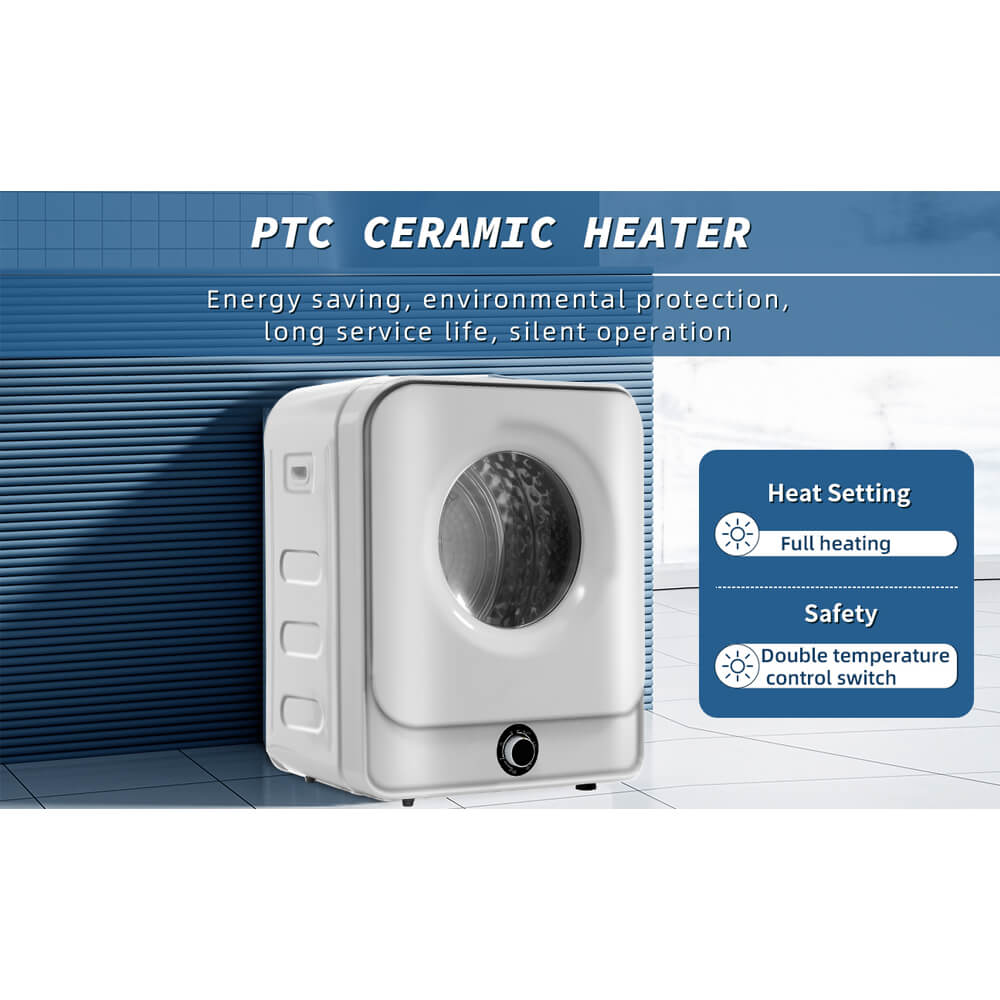 PTC CERAMIC HEATER
Energy saving, environmental protection,
long service life, silent operation
Heat Setting
Full heating
Safety
Double temperature
control switch